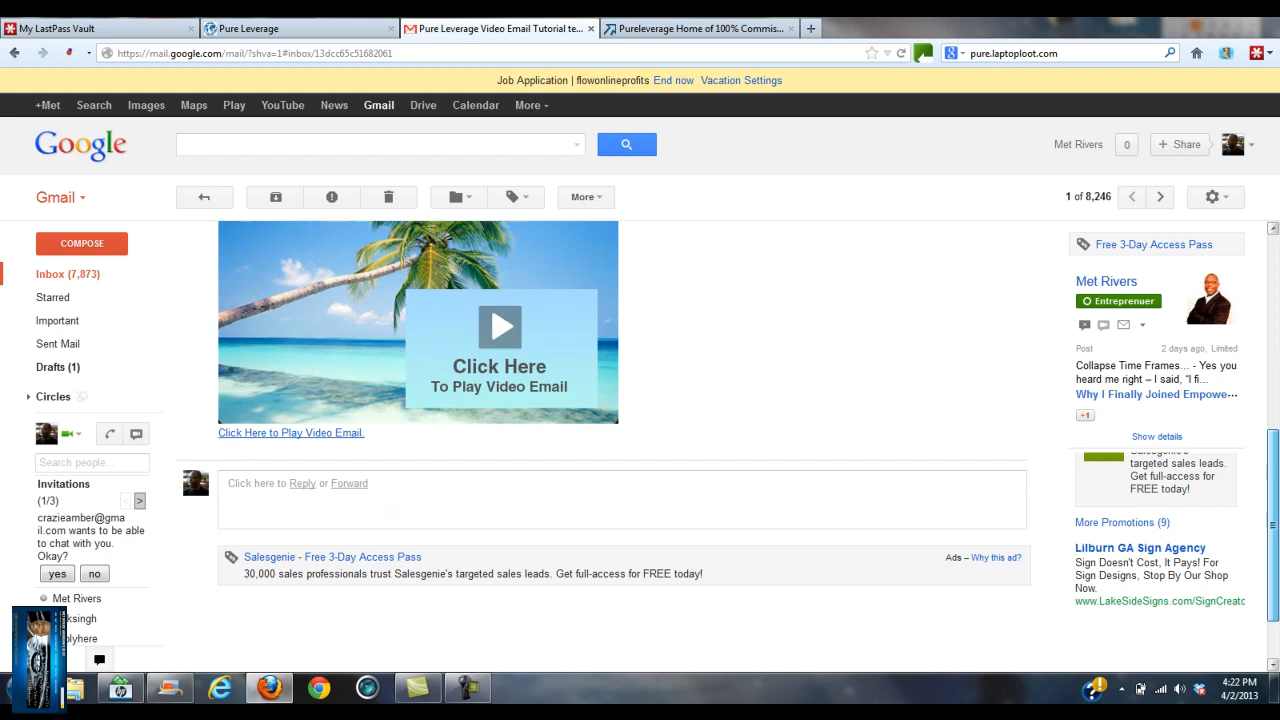 My LastPass Vault
Pure Leverage
Pure Leverage Video Email Tutorial te...
Pureleverage Home of 100% Commis...
https://mail.google.com/mail/?shva=1#inbox/13dcc65c51682061
pure.laptoploot.com
Job Application | flowonlineprofits End now Vacation Settings
+Met Search Images Maps Play YouTube News Gmail Drive Calendar More
Google
Met Rivers 0 + Share
Gmail
More
1 of 8,246
COMPOSE
Inbox (7,873)
Starred
Important
Sent Mail
Drafts (1)
Circles
Search people...
Invitations
(1/3)
crazieamber@gma
il.com wants to be able
to chat with you.
Okay?
yes no
Met Rivers
Click Here
To Play Video Email
Click Here to Play Video Email.
Click here to Reply or Forward
Salesgenie - Free 3-Day Access Pass
Ads – Why this ad?
30,000 sales professionals trust Salesgenie's targeted sales leads. Get full-access for FREE today!
Free 3-Day Access Pass
Met Rivers
Entreprenuer
Post 2 days ago, Limited
Collapse Time Frames... - Yes you
heard me right – I said, "I fi...
Why I Finally Joined Empowe...
+1
Show details
Salesgenie's
targeted sales leads.
Get full-access for
FREE today!
More Promotions (9)
Lilburn GA Sign Agency
Sign Doesn't Cost, It Pays! For
Sign Designs, Stop By Our Shop
Now.
www.LakeSideSigns.com/SignCreato
4:22 PM
4/2/2013